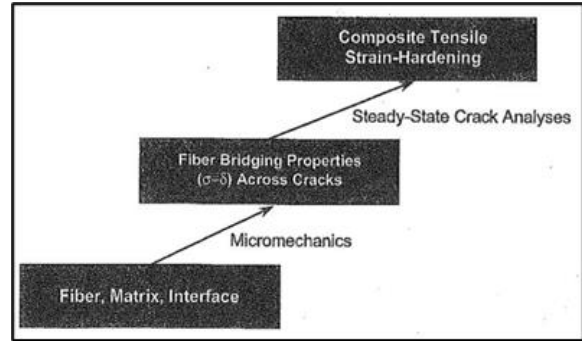 Composite Tensile
Strain-Hardening
Steady-State Crack Analyses
Fiber Bridging Properties
(σ–δ) Across Cracks
Micromechanics
Fiber, Matrix, Interface